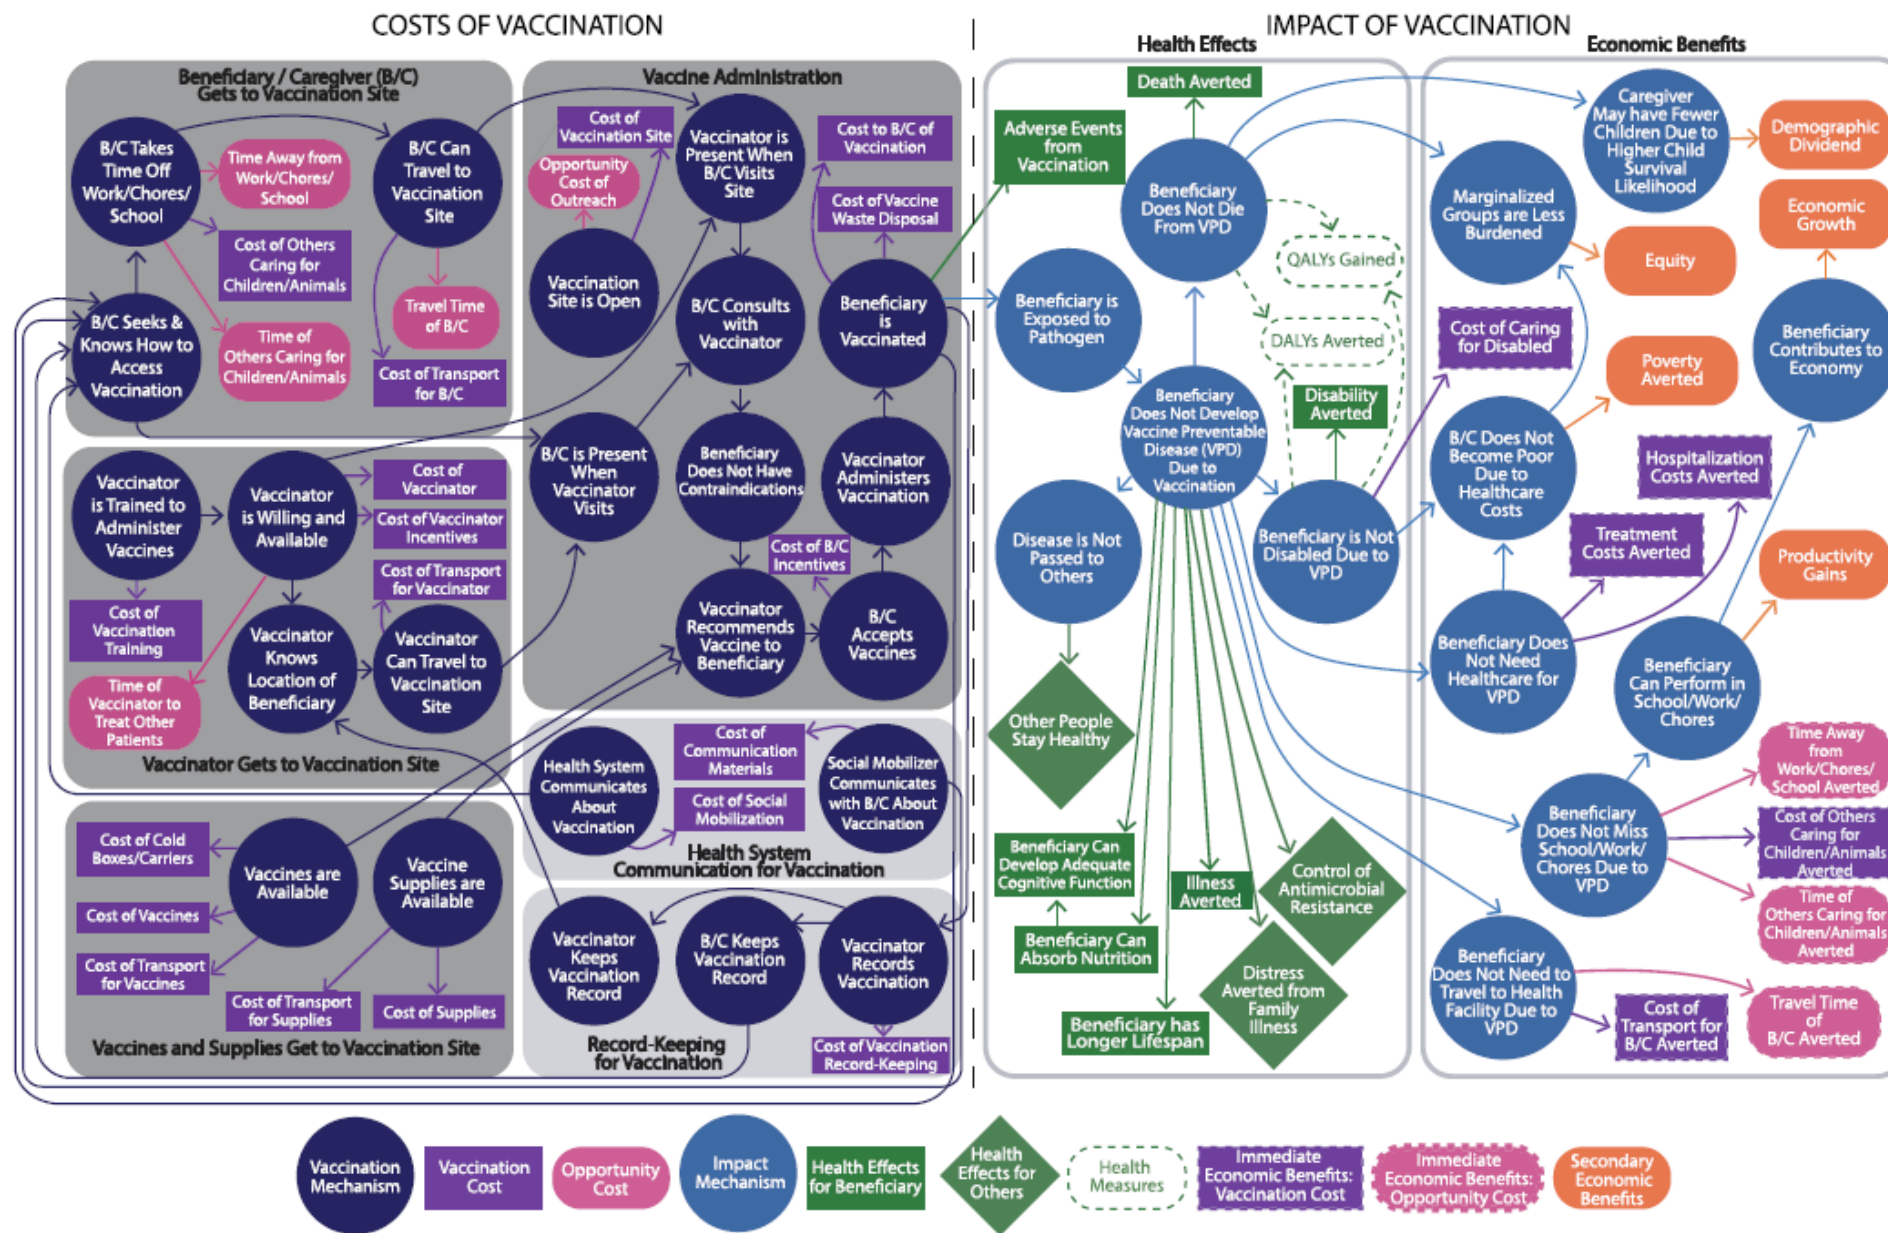 COSTS OF VACCINATION
IMPACT OF VACCINATION
Beneficiary / Caregiver (B/C)
Gets to Vaccination Site
B/C Takes
Time Off
Work/Chores/
School
Time Away from
Work/Chores/
School
B/C Can
Travel to
Vaccination
Site
Cost of Others
Caring for
Children/Animals
B/C Seeks &
Knows How to
Access
Vaccination
Time of
Others Caring for
Children/Animals
Travel Time
of B/C
Cost of Transport
for B/C
Vaccinator
is Trained to
Administer
Vaccines
Vaccinator
is Willing and
Available
Cost of
Vaccinator
Cost of Vaccinator
Incentives
Cost of Transport
for Vaccinator
Cost of
Vaccination
Training
Vaccinator
Knows
Location of
Beneficiary
Vaccinator
Can Travel to
Vaccination
Site
Time of
Vaccinator to
Treat Other
Patients
Vaccinator Gets to Vaccination Site
Cost of Cold
Boxes/Carriers
Cost of Vaccines
Cost of Transport
for Vaccines
Vaccines are
Available
Vaccine
Supplies are
Available
Cost of Transport
for Supplies
Cost of Supplies
Vaccines and Supplies Get to Vaccination Site
Vaccine Administration
Cost of
Vaccination Site
Opportunity
Cost of
Outreach
Vaccinator is
Present When
B/C Visits
Site
Cost to B/C of
Vaccination
Cost of Vaccine
Waste Disposal
Vaccination
Site is Open
B/C Consults
with
Vaccinator
Beneficiary
is
Vaccinated
B/C is Present
When
Vaccinator
Visits
Beneficiary
Does Not Have
Contraindications
Vaccinator
Administers
Vaccination
Cost of B/C
Incentives
Vaccinator
Recommends
Vaccine to
Beneficiary
B/C
Accepts
Vaccines
Health System
Communicates
About
Vaccination
Cost of
Communication
Materials
Cost of Social
Mobilization
Social Mobilizer
Communicates
with B/C About
Vaccination
Health System
Communication for Vaccination
Vaccinator
Keeps
Vaccination
Record
B/C Keeps
Vaccination
Record
Vaccinator
Records
Vaccination
Record-Keeping
for Vaccination
Cost of Vaccination
Record-Keeping
Health Effects
Death Averted
Adverse Events
from
Vaccination
Beneficiary
Does Not Die
From VPD
QALYs Gained
Beneficiary is
Exposed to
Pathogen
DALYs Averted
Beneficiary
Does Not Develop
Vaccine Preventable
Disease (VPD)
Due to
Vaccination
Disability
Averted
Disease is Not
Passed to
Others
Beneficiary is Not
Disabled Due to
VPD
Other People
Stay Healthy
Beneficiary Can
Develop Adequate
Cognitive Function
Illness
Averted
Control of
Antimicrobial
Resistance
Beneficiary Can
Absorb Nutrition
Distress
Averted from
Family
Illness
Beneficiary has
Longer Lifespan
Economic Benefits
Caregiver
May have Fewer
Children Due to
Higher Child
Survival
Likelihood
Demographic
Dividend
Marginalized
Groups are Less
Burdened
Economic
Growth
Equity
Cost of Caring
for Disabled
Beneficiary
Contributes to
Economy
Poverty
Averted
B/C Does Not
Become Poor
Due to
Healthcare
Costs
Hospitalization
Costs Averted
Treatment
Costs Averted
Productivity
Gains
Beneficiary Does
Not Need
Healthcare for
VPD
Beneficiary
Can Perform in
School/Work/
Chores
Time Away
from
Work/Chores/
School Averted
Beneficiary
Does Not Miss
School/Work/
Chores Due to
VPD
Cost of Others
Caring for
Children/Animals
Averted
Time of
Others Caring for
Children/Animals
Averted
Beneficiary
Does Not Need to
Travel to Health
Facility Due to
VPD
Cost of
Transport for
B/C Averted
Travel Time
of
B/C Averted
Vaccination
Mechanism
Vaccination
Cost
Opportunity
Cost
Impact
Mechanism
Health Effects
for Beneficiary
Health
Effects for
Others
Health
Measures
Immediate
Economic Benefits:
Vaccination Cost
Immediate
Economic Benefits:
Opportunity Cost
Secondary
Economic
Benefits